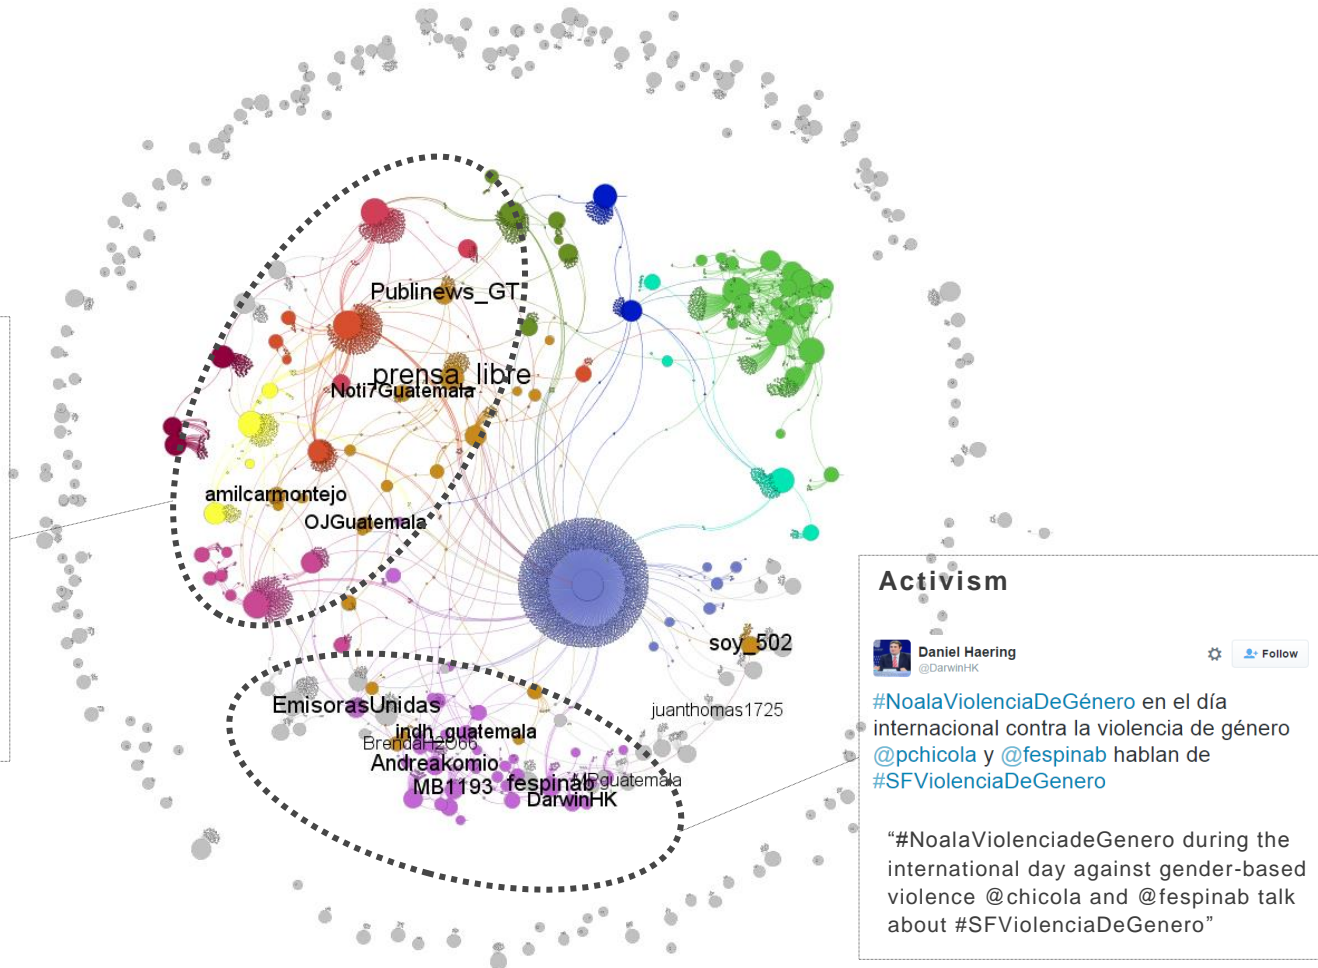 Publinews_GT
prensa_libre
Noti7Guatemala
amilcarmontejo
OJGuatemala
soy_502
EmisorasUnidas
juanthomas1725
indh_guatemala
Andreakomio
MB1193
fespinab
MPguatemala
DarwinHK
Activism
Daniel Haering
@DarwinHK
Follow
#NoalaViolenciaDeGénero en el día
internacional contra la violencia de género
@pchicola y @fespinab hablan de
#SFViolenciaDeGenero
“#NoalaViolenciadeGenero during the
international day against gender-based
violence @chicola and @fespinab talk
about #SFViolenciaDeGenero”